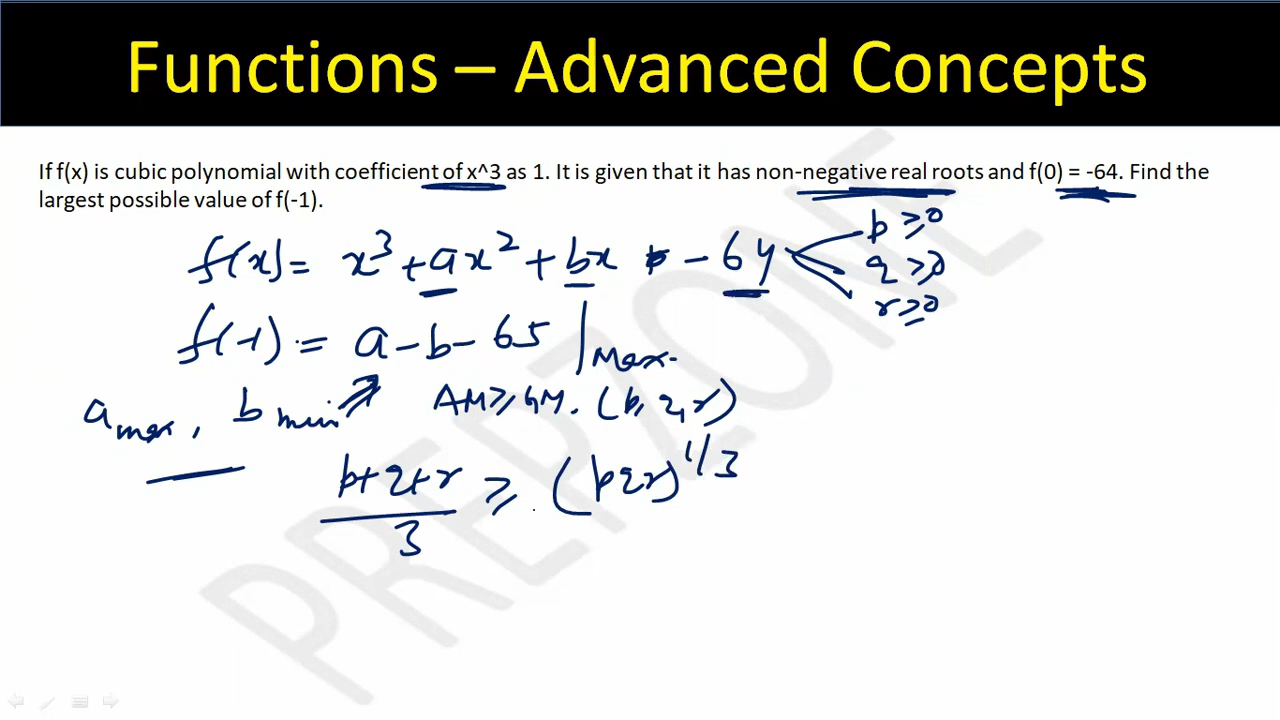 Functions – Advanced Concepts
If f(x) is cubic polynomial with coefficient of x^3 as 1. It is given that it has non-negative real roots and f(0) = -64. Find the
largest possible value of f(-1).
f(x) = x³ + ax² + bx - 64
p ≥ 0
q ≥ 0
r ≥ 0
f(-1) = a - b - 65 | Max.
a max, b min
AM ≥ GM. (p, q, r)
p+q+r
3
≥ (pqr)^1/3
PREPZONE